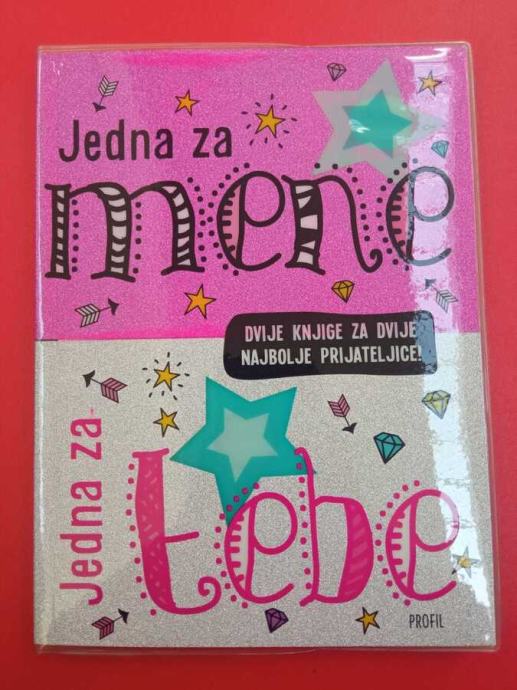 Jedna za
mene
DVIJE KNJIGE ZA DVIJE
NAJBOLJE PRIJATELJICE!
Jedna za
tebe
PROFIL